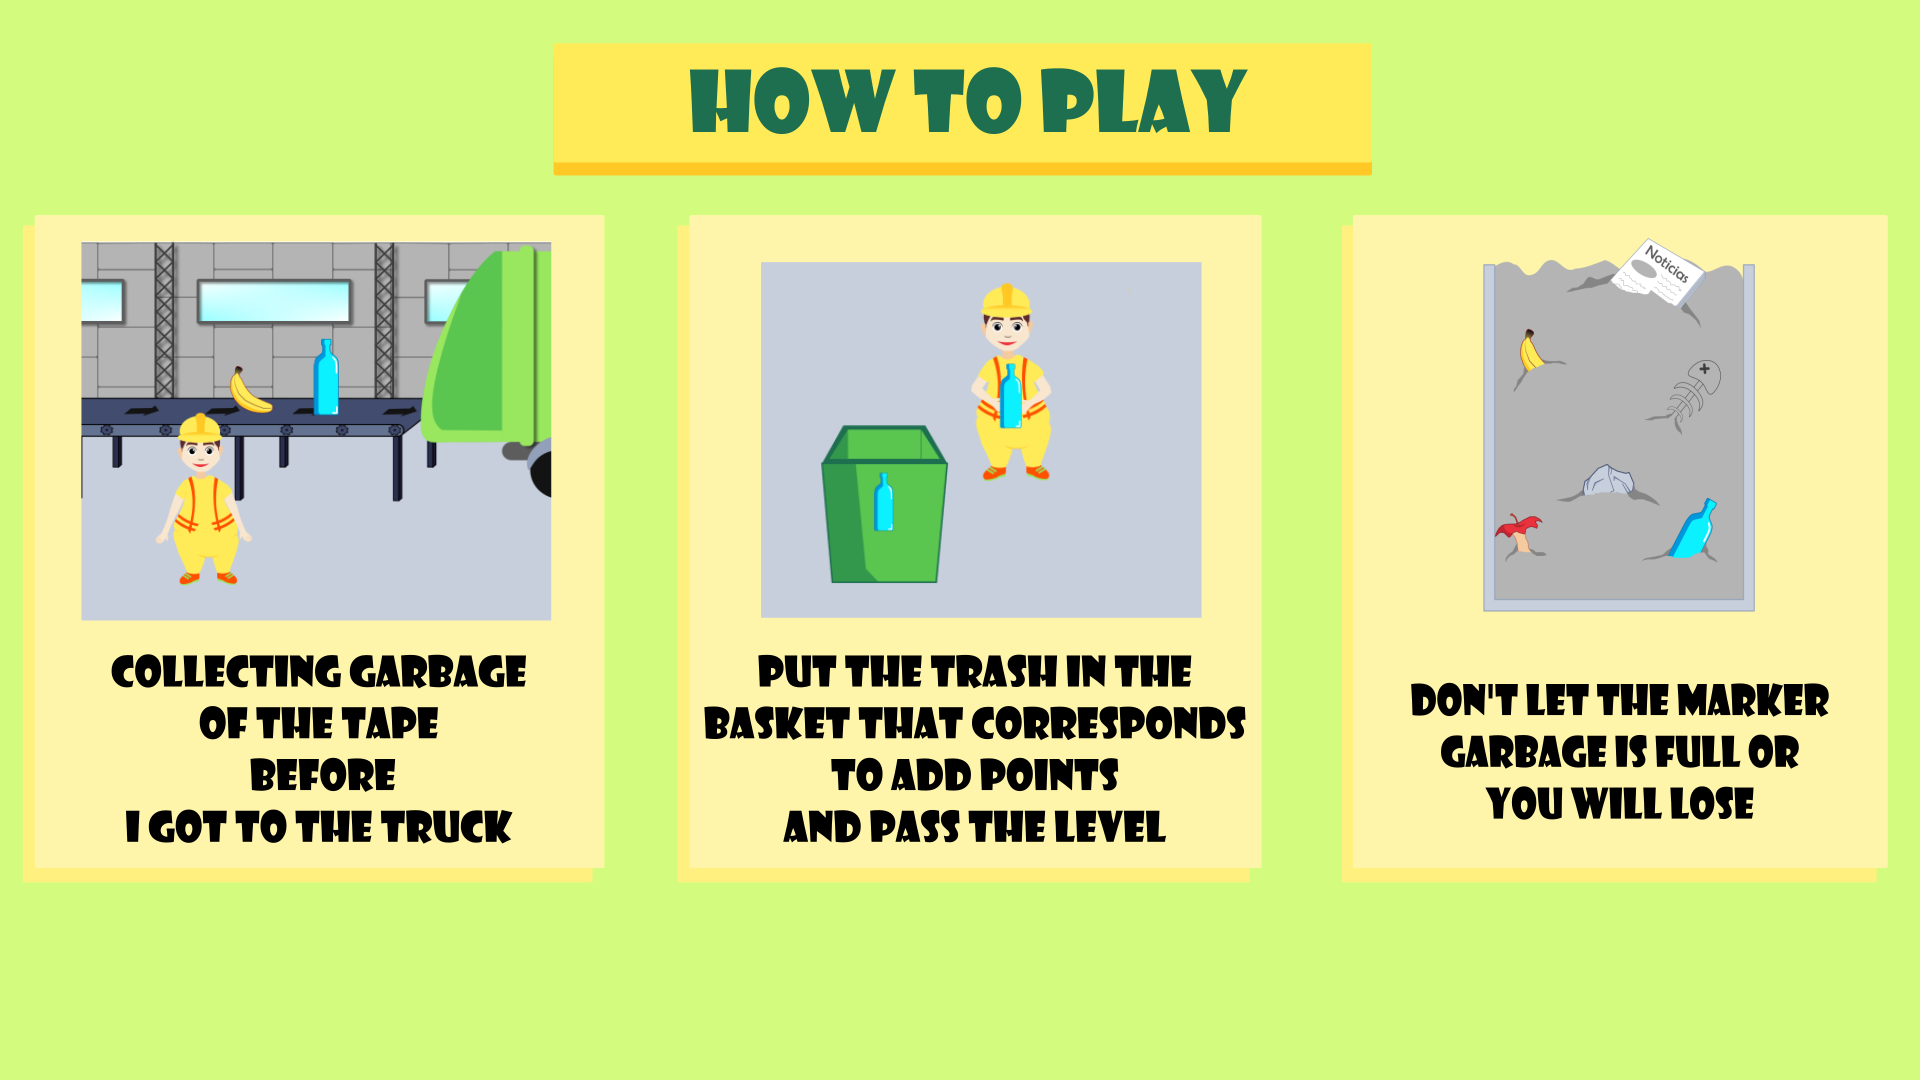 HOW TO PLAY
Noticias
COLLECTING GARBAGE
OF THE TAPE
BEFORE
I GOT TO THE TRUCK
PUT THE TRASH IN THE
BASKET THAT CORRESPONDS
TO ADD POINTS
AND PASS THE LEVEL
DON'T LET THE MARKER
GARBAGE IS FULL OR
YOU WILL LOSE